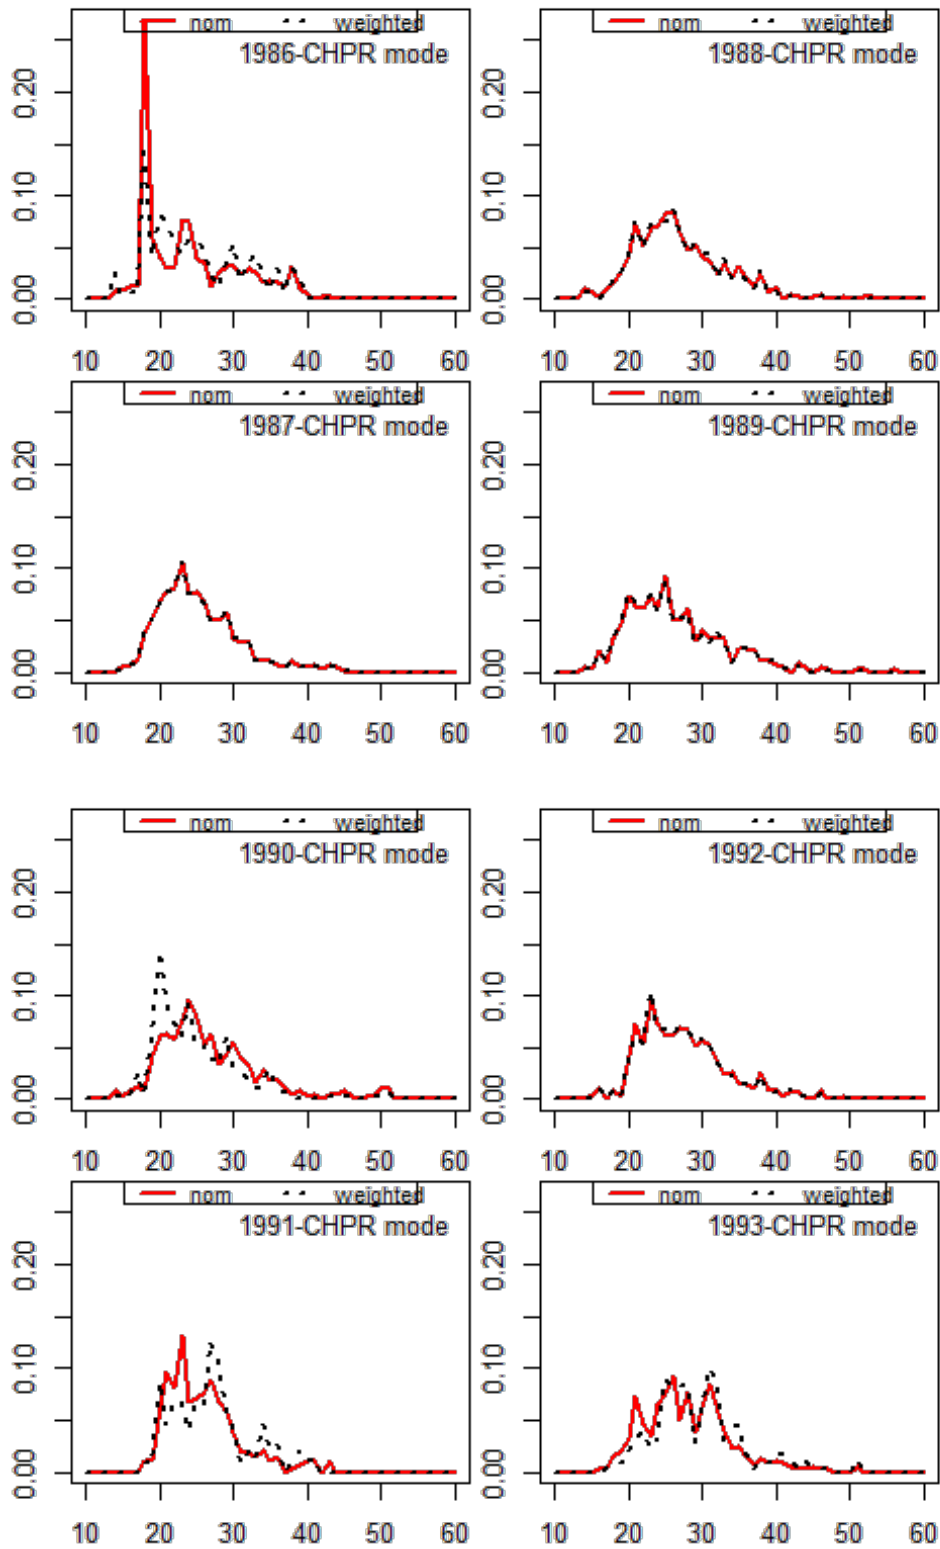 nom weighted
1986-CHPR mode
0.00 0.10 0.20
10 20 30 40 50 60
nom weighted
1988-CHPR mode
0.00 0.10 0.20
10 20 30 40 50 60
nom weighted
1987-CHPR mode
0.00 0.10 0.20
10 20 30 40 50 60
nom weighted
1989-CHPR mode
0.00 0.10 0.20
10 20 30 40 50 60
nom weighted
1990-CHPR mode
0.00 0.10 0.20
10 20 30 40 50 60
nom weighted
1992-CHPR mode
0.00 0.10 0.20
10 20 30 40 50 60
nom weighted
1991-CHPR mode
0.00 0.10 0.20
10 20 30 40 50 60
nom weighted
1993-CHPR mode
0.00 0.10 0.20
10 20 30 40 50 60